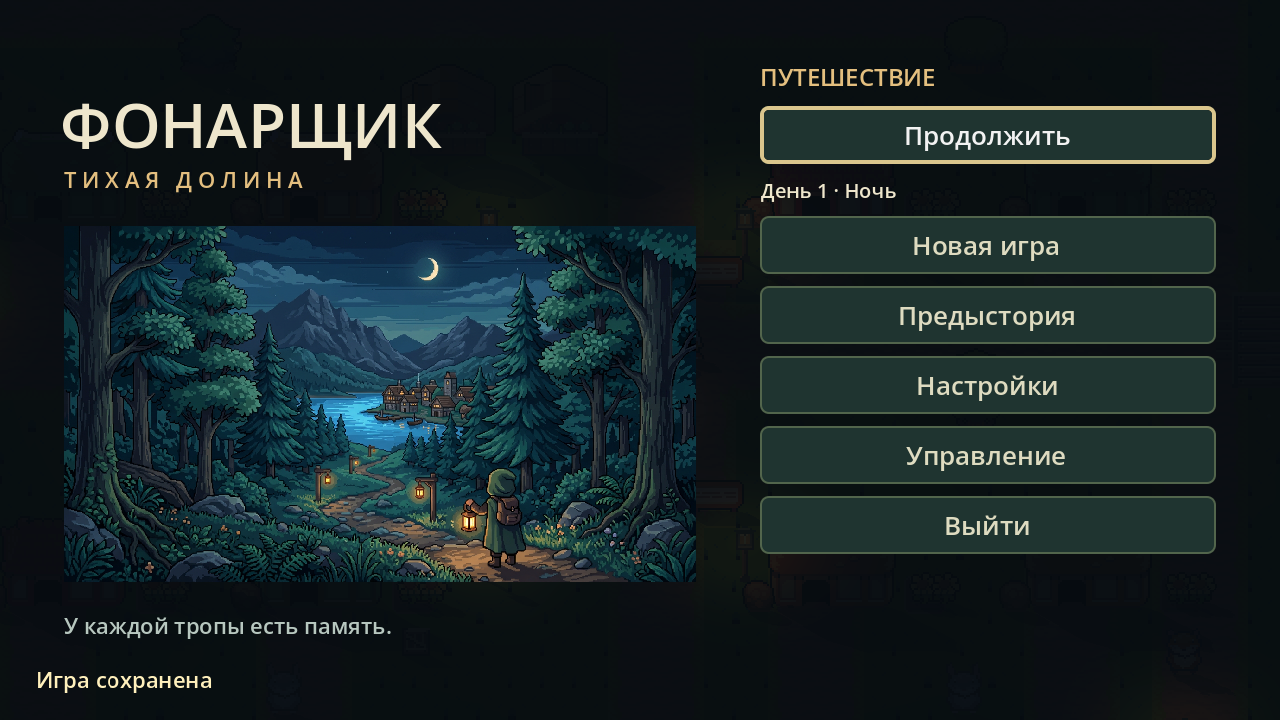 ФОНАРЩИК
ТИХАЯ ДОЛИНА
У каждой тропы есть память.
Игра сохранена
ПУТЕШЕСТВИЕ
Продолжить
День 1 · Ночь
Новая игра
Предыстория
Настройки
Управление
Выйти